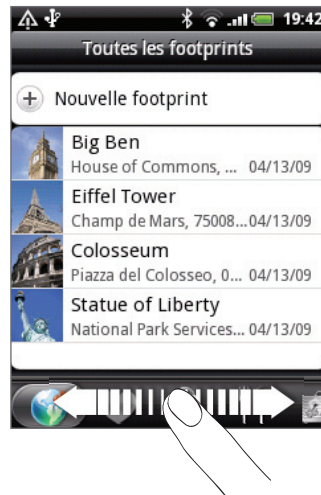 19:42
Toutes les footprints
Nouvelle footprint
Big Ben
House of Commons, ... 04/13/09
Eiffel Tower
Champ de Mars, 75008... 04/13/09
Colosseum
Piazza del Colosseo, 0... 04/13/09
Statue of Liberty
National Park Services... 04/13/09